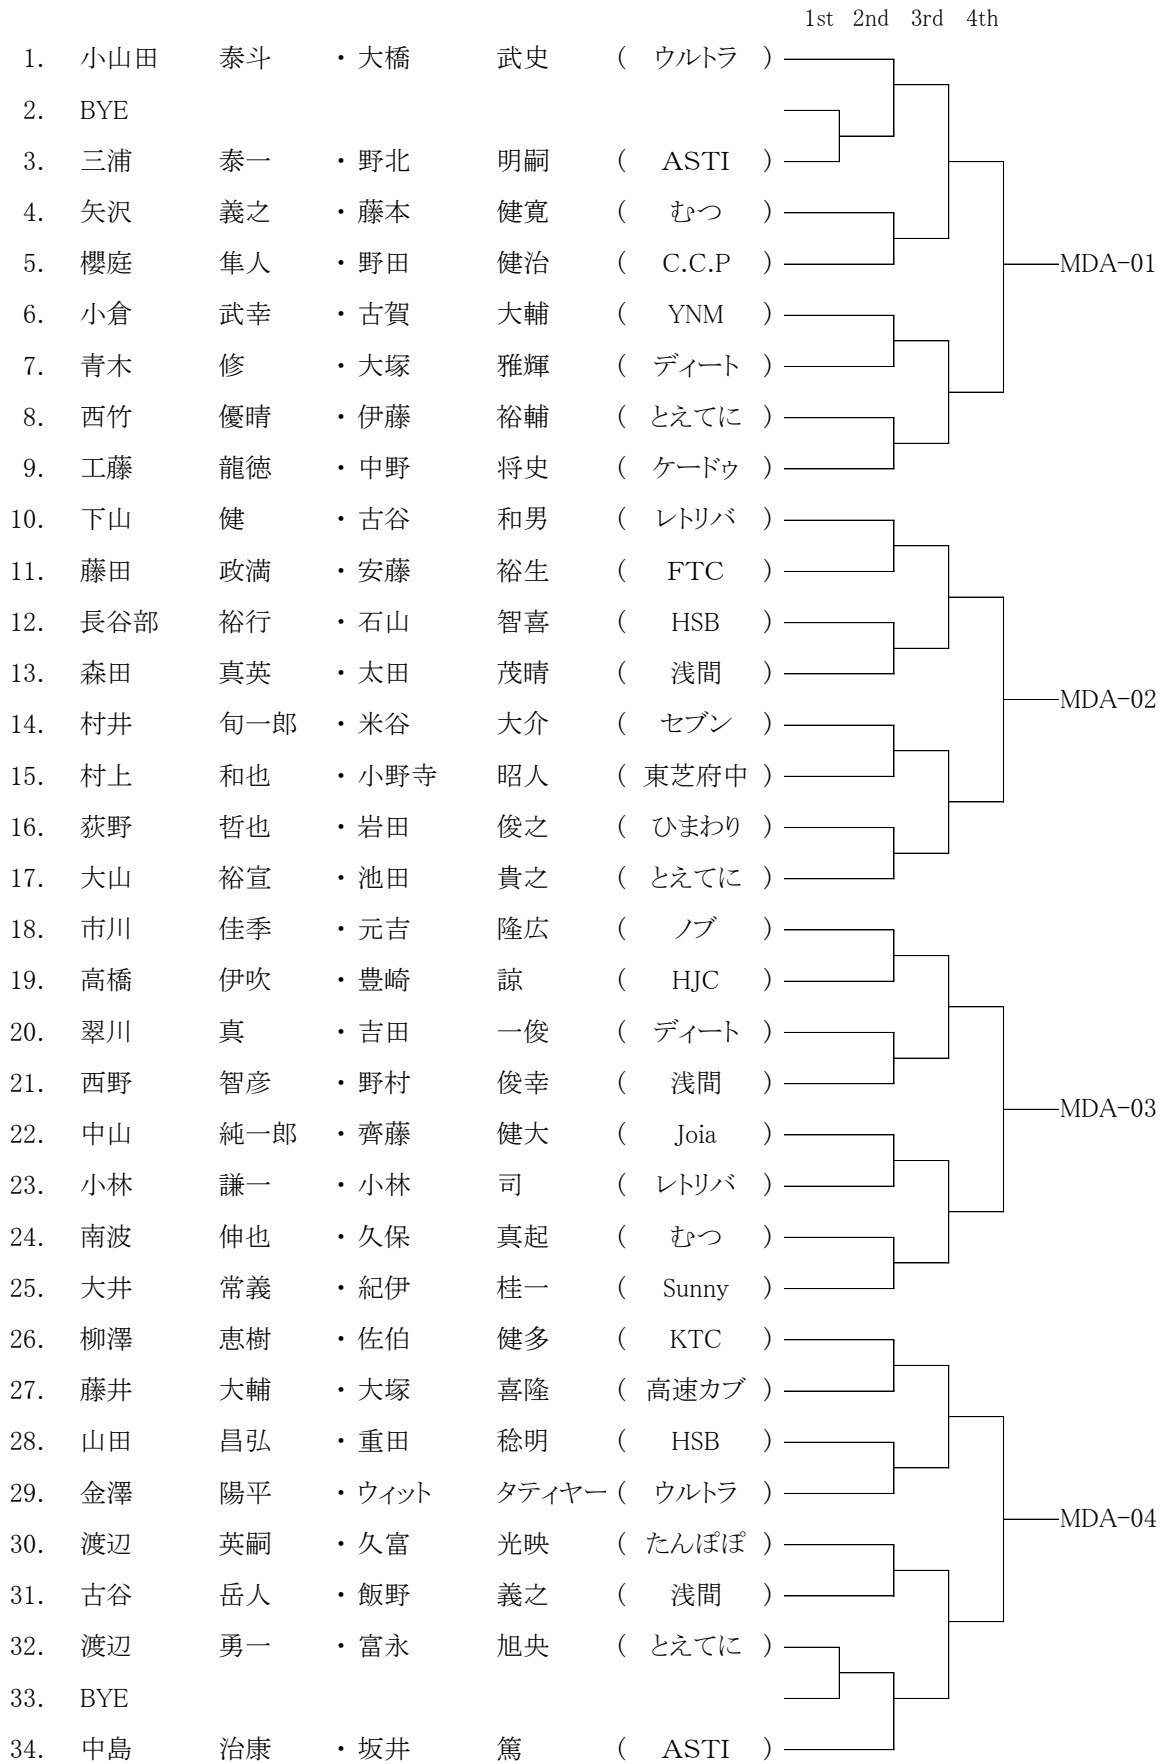 1st 2nd 3rd 4th
1. 小山田 泰斗 ・大橋 武史 ( ウルトラ )
2. BYE
3. 三浦 泰一 ・野北 明嗣 ( ASTI )
4. 矢沢 義之 ・藤本 健寛 ( むつ )
5. 櫻庭 隼人 ・野田 健治 ( C.C.P ) MDA-01
6. 小倉 武幸 ・古賀 大輔 ( YNM )
7. 青木 修 ・大塚 雅輝 ( ディート )
8. 西竹 優晴 ・伊藤 裕輔 ( とえてに )
9. 工藤 龍徳 ・中野 将史 ( ケードゥ )
10. 下山 健 ・古谷 和男 ( レトリバ )
11. 藤田 政満 ・安藤 裕生 ( FTC )
12. 長谷部 裕行 ・石山 智喜 ( HSB )
13. 森田 真英 ・太田 茂晴 ( 浅間 )
MDA-02
14. 村井 旬一郎 ・米谷 大介 ( セブン )
15. 村上 和也 ・小野寺 昭人 ( 東芝府中 )
16. 荻野 哲也 ・岩田 俊之 ( ひまわり )
17. 大山 裕宣 ・池田 貴之 ( とえてに )
18. 市川 佳季 ・元吉 隆広 ( ノブ )
19. 高橋 伊吹 ・豊崎 諒 ( HJC )
20. 翠川 真 ・吉田 一俊 ( ディート )
21. 西野 智彦 ・野村 俊幸 ( 浅間 )
MDA-03
22. 中山 純一郎 ・齊藤 健大 ( Joia )
23. 小林 謙一 ・小林 司 ( レトリバ )
24. 南波 伸也 ・久保 真起 ( むつ )
25. 大井 常義 ・紀伊 桂一 ( Sunny )
26. 柳澤 恵樹 ・佐伯 健多 ( KTC )
27. 藤井 大輔 ・大塚 喜隆 ( 高速カブ )
28. 山田 昌弘 ・重田 稔明 ( HSB )
29. 金澤 陽平 ・ウィット タティヤー ( ウルトラ )
MDA-04
30. 渡辺 英嗣 ・久富 光映 ( たんぽぽ )
31. 古谷 岳人 ・飯野 義之 ( 浅間 )
32. 渡辺 勇一 ・富永 旭央 ( とえてに )
33. BYE
34. 中島 治康 ・坂井 篤 ( ASTI )